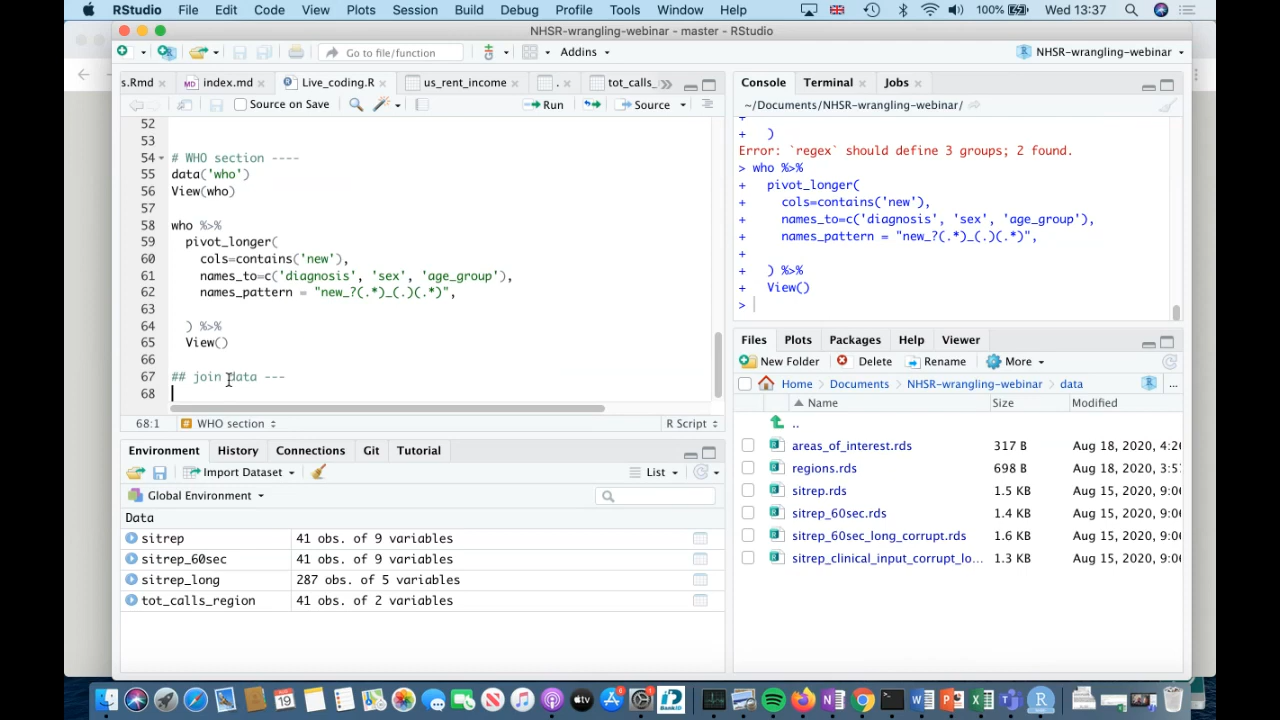 RStudio File Edit Code View Plots Session Build Debug Profile Tools Window Help 100% Wed 13:37
NHSR-wrangling-webinar - master - RStudio
Go to file/function Addins NHSR-wrangling-webinar
s.Rmd index.md Live_coding.R us_rent_income . tot_calls_
Source on Save Run Source
52
53
54 # WHO section ----
55 data('who')
56 View(who)
57
58 who %>%
59 pivot_longer(
60 cols=contains('new'),
61 names_to=c('diagnosis', 'sex', 'age_group'),
62 names_pattern = "new_?(.*)_(.)(.*)",
63
64 ) %>%
65 View()
66
67 ## join data ---
68
68:1 WHO section R Script
Environment History Connections Git Tutorial
Import Dataset List
Global Environment
Data
sitrep 41 obs. of 9 variables
sitrep_60sec 41 obs. of 9 variables
sitrep_long 287 obs. of 5 variables
tot_calls_region 41 obs. of 2 variables
Console Terminal Jobs
~/Documents/NHSR-wrangling-webinar/
+
+ )
Error: `regex` should define 3 groups; 2 found.
> who %>%
+ pivot_longer(
+ cols=contains('new'),
+ names_to=c('diagnosis', 'sex', 'age_group'),
+ names_pattern = "new_?(.*)_(.)(.*)",
+
+ ) %>%
+ View()
>
Files Plots Packages Help Viewer
New Folder Delete Rename More
Home Documents NHSR-wrangling-webinar data ...
Name Size Modified
..
areas_of_interest.rds 317 B Aug 18, 2020, 4:26
regions.rds 698 B Aug 18, 2020, 3:51
sitrep.rds 1.5 KB Aug 15, 2020, 9:06
sitrep_60sec.rds 1.4 KB Aug 15, 2020, 9:06
sitrep_60sec_long_corrupt.rds 1.6 KB Aug 15, 2020, 9:06
sitrep_clinical_input_corrupt_lo... 1.3 KB Aug 15, 2020, 9:06
19
BankID